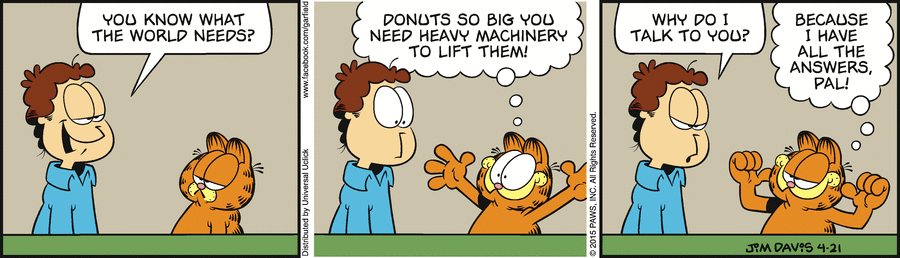 YOU KNOW WHAT
THE WORLD NEEDS?
www.facebook.com/garfield
Distributed by Universal Uclick
DONUTS SO BIG YOU
NEED HEAVY MACHINERY
TO LIFT THEM!
© 2015 PAWS, INC. All Rights Reserved.
WHY DO I
TALK TO YOU?
BECAUSE
I HAVE
ALL THE
ANSWERS,
PAL!
JIM DAVIS 4-21